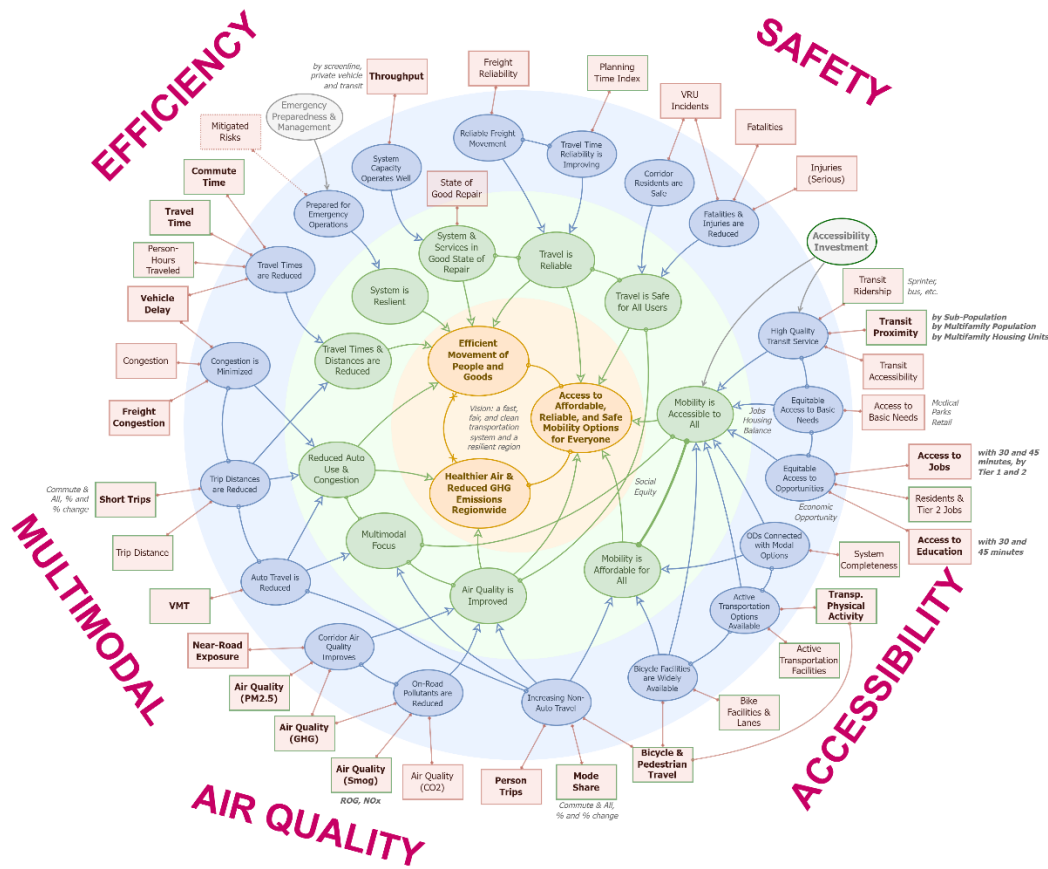 EFFICIENCY
SAFETY
MULTIMODAL
AIR QUALITY
ACCESSIBILITY
by screenline,
private vehicle
and transit
Throughput
Freight
Reliability
Planning
Time Index
VRU
Incidents
Fatalities
Injuries
(Serious)
Emergency
Preparedness &
Management
Mitigated
Risks
Commute
Time
Travel
Time
Person-
Hours
Traveled
Vehicle
Delay
Congestion
Freight
Congestion
Commute &
All, % and
% change
Short Trips
Trip Distance
VMT
Near-Road
Exposure
Air Quality
(PM2.5)
Air Quality
(GHG)
Air Quality
(Smog)
ROG, NOx
Air Quality
(CO2)
Person
Trips
Mode
Share
Commute & All,
% and % change
Bicycle &
Pedestrian
Travel
Bike
Facilities &
Lanes
Active
Transportation
Facilities
Transp.
Physical
Activity
System
Completeness
Access to
Education
with 30 and
45 minutes
Residents &
Tier 2 Jobs
Access to
Jobs
with 30 and 45
minutes, by
Tier 1 and 2
Access to
Basic Needs
Medical
Parks
Retail
Transit
Accessibility
Transit
Proximity
by Sub-Population
by Multifamily Population
by Multifamily Housing Units
Transit
Ridership
Sprinter,
bus, etc.
Accessibility
Investment
Reliable Freight
Movement
Travel Time
Reliability is
Improving
Corridor
Residents are
Safe
Fatalities &
Injuries are
Reduced
System
Capacity
Operates Well
State of
Good Repair
Prepared for
Emergency
Operations
Travel Times
are Reduced
Congestion is
Minimized
Trip Distances
are Reduced
Auto Travel is
Reduced
Corridor Air
Quality
Improves
On-Road
Pollutants are
Reduced
Increasing Non-
Auto Travel
Bicycle Facilities
are Widely
Available
Active
Transportation
Options
Available
ODs Connected
with Modal
Options
Economic
Opportunity
Equitable
Access to
Opportunities
Equitable
Access to Basic
Needs
Jobs
Housing
Balance
High Quality
Transit Service
System &
Services in
Good State of
Repair
Travel is
Reliable
Travel is Safe
for All Users
System is
Reslient
Travel Times &
Distances are
Reduced
Reduced Auto
Use &
Congestion
Multimodal
Focus
Air Quality is
Improved
Mobility is
Affordable for
All
Mobility is
Accessible to
All
Social
Equity
Efficient
Movement of
People and
Goods
Access to
Affordable,
Reliable, and Safe
Mobility Options
for Everyone
Vision: a fast,
fair, and clean
transportation
system and a
resilient region
Healthier Air &
Reduced GHG
Emissions
Regionwide